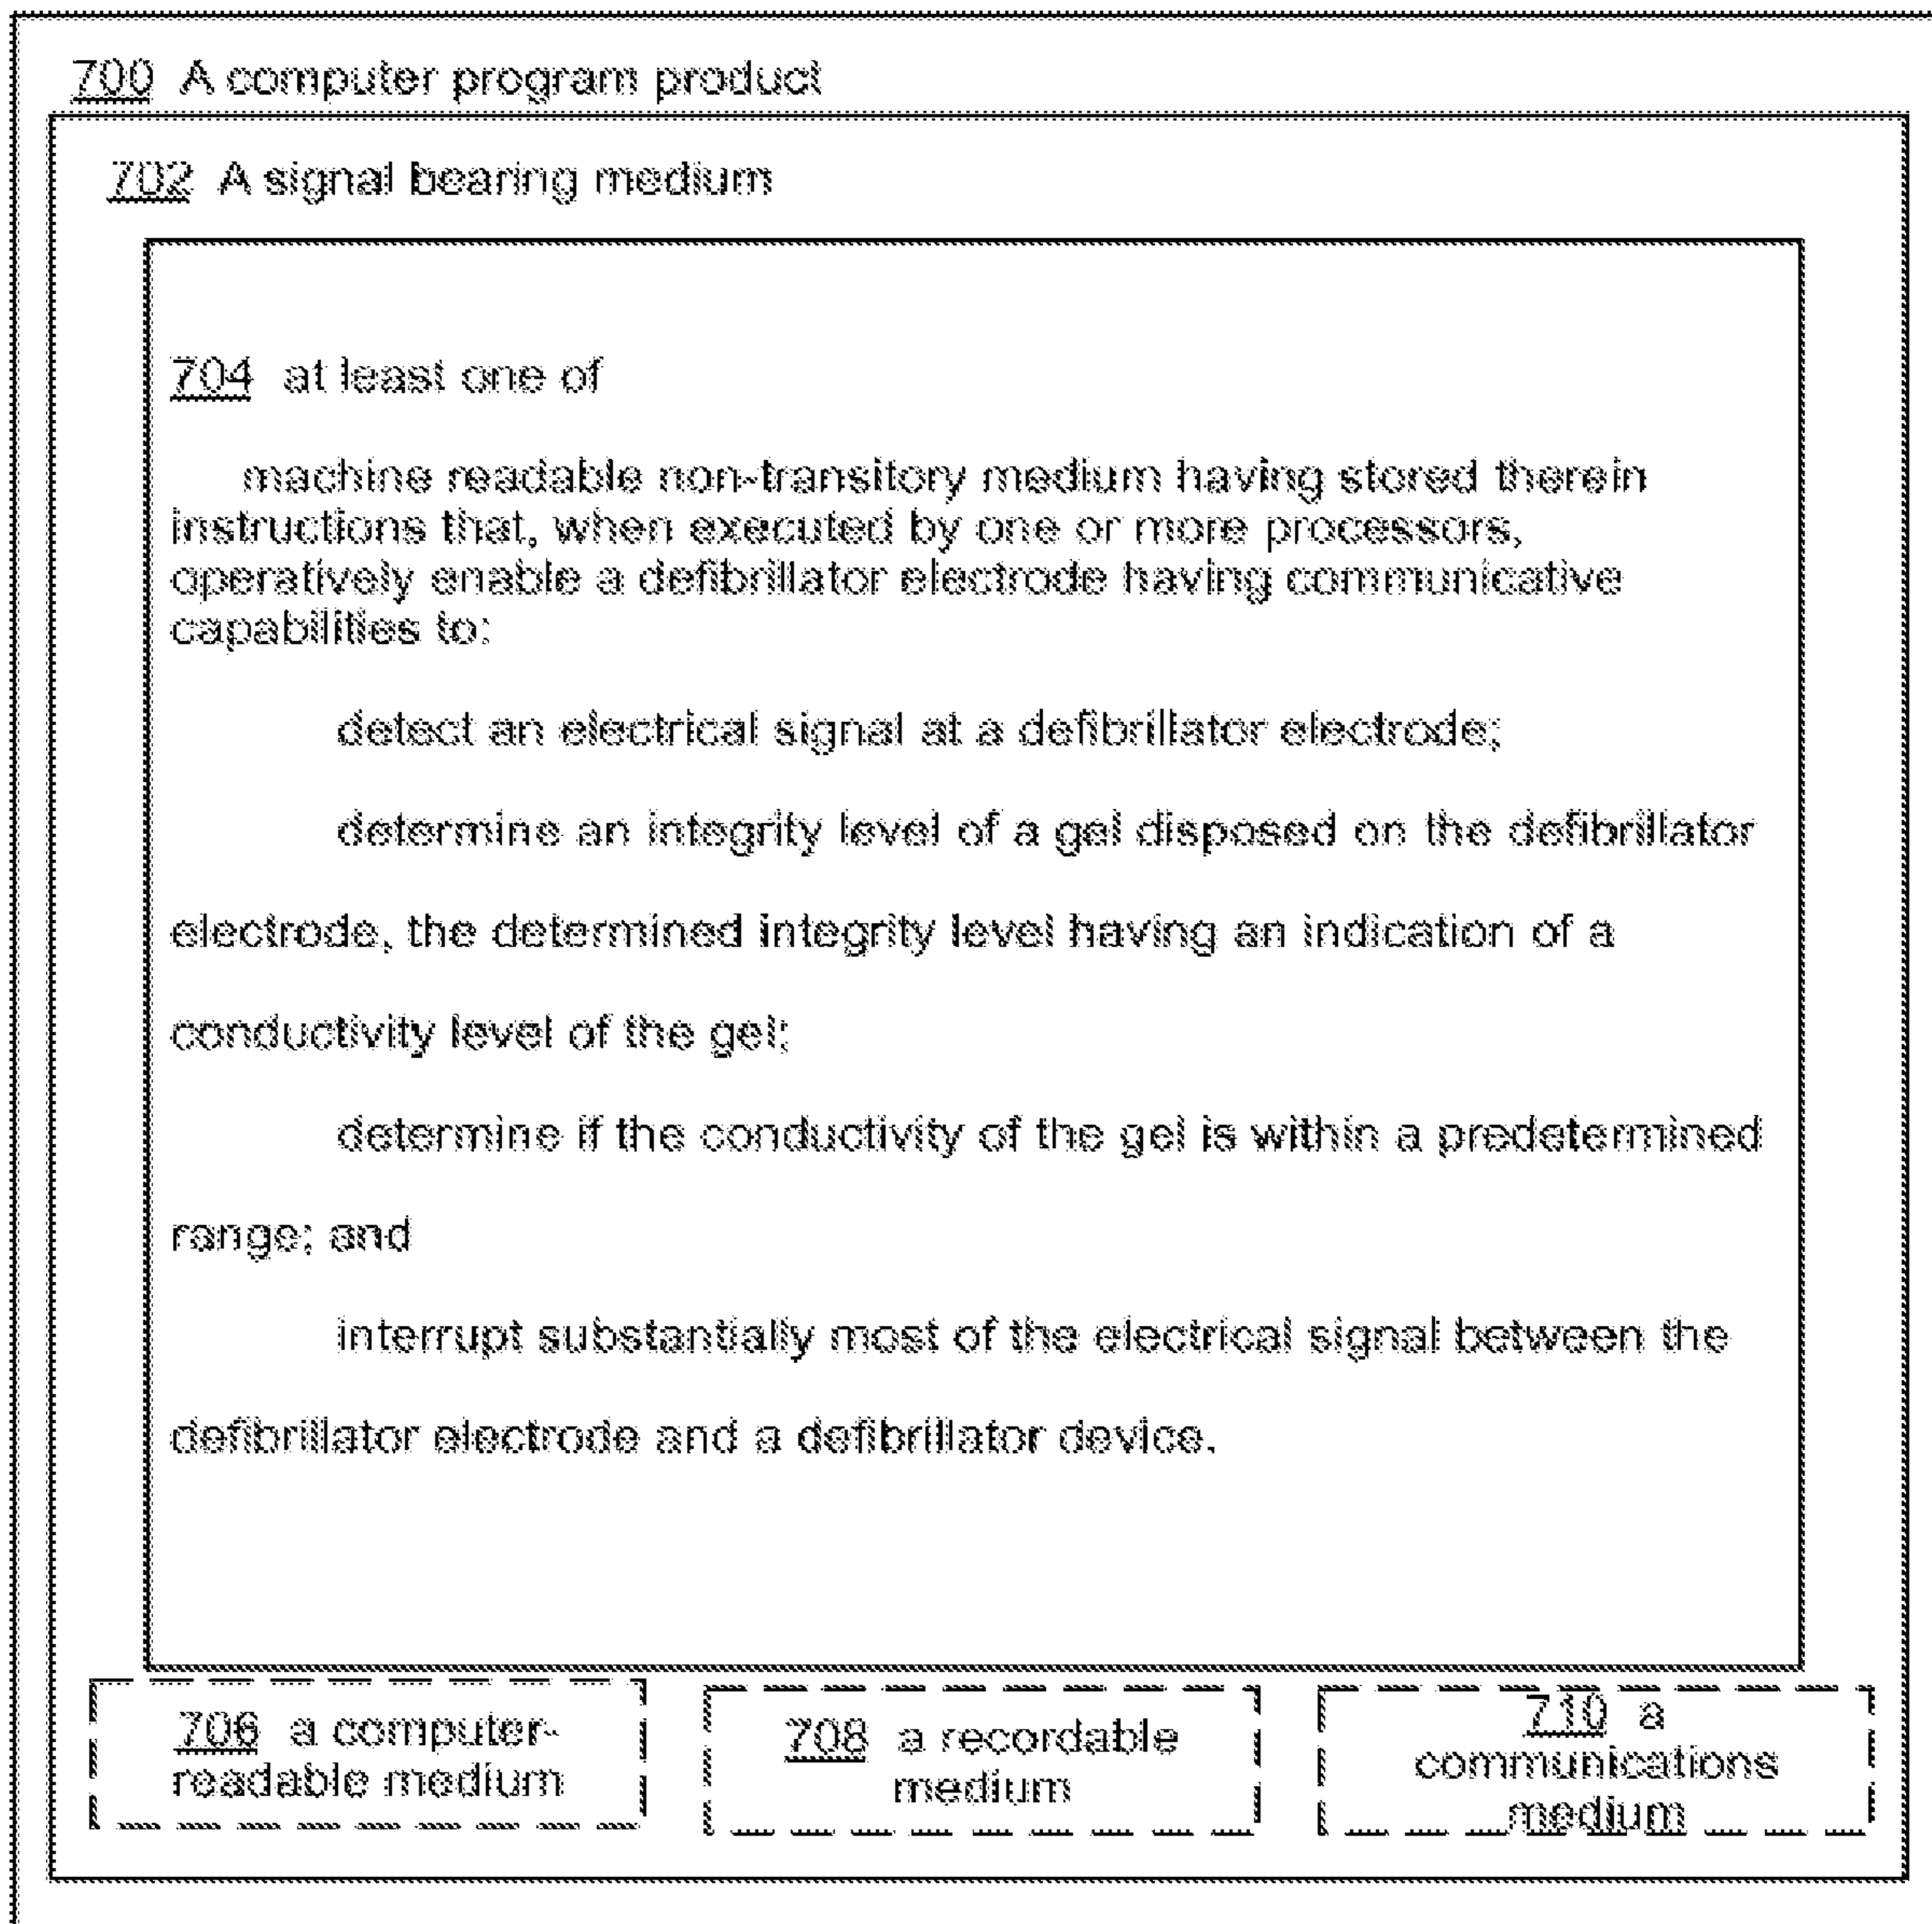 700 A computer program product
702 A signal bearing medium
704 at least one of
machine readable non-transitory medium having stored therein
instructions that, when executed by one or more processors,
operatively enable a defibrillator electrode having communicative
capabilities to:
detect an electrical signal at a defibrillator electrode;
determine an integrity level of a gel disposed on the defibrillator
electrode, the determined integrity level having an indication of a
conductivity level of the gel;
determine if the conductivity of the gel is within a predetermined
range; and
interrupt substantially most of the electrical signal between the
defibrillator electrode and a defibrillator device.
706 a computer-
readable medium
708 a recordable
medium
710 a
communications
medium